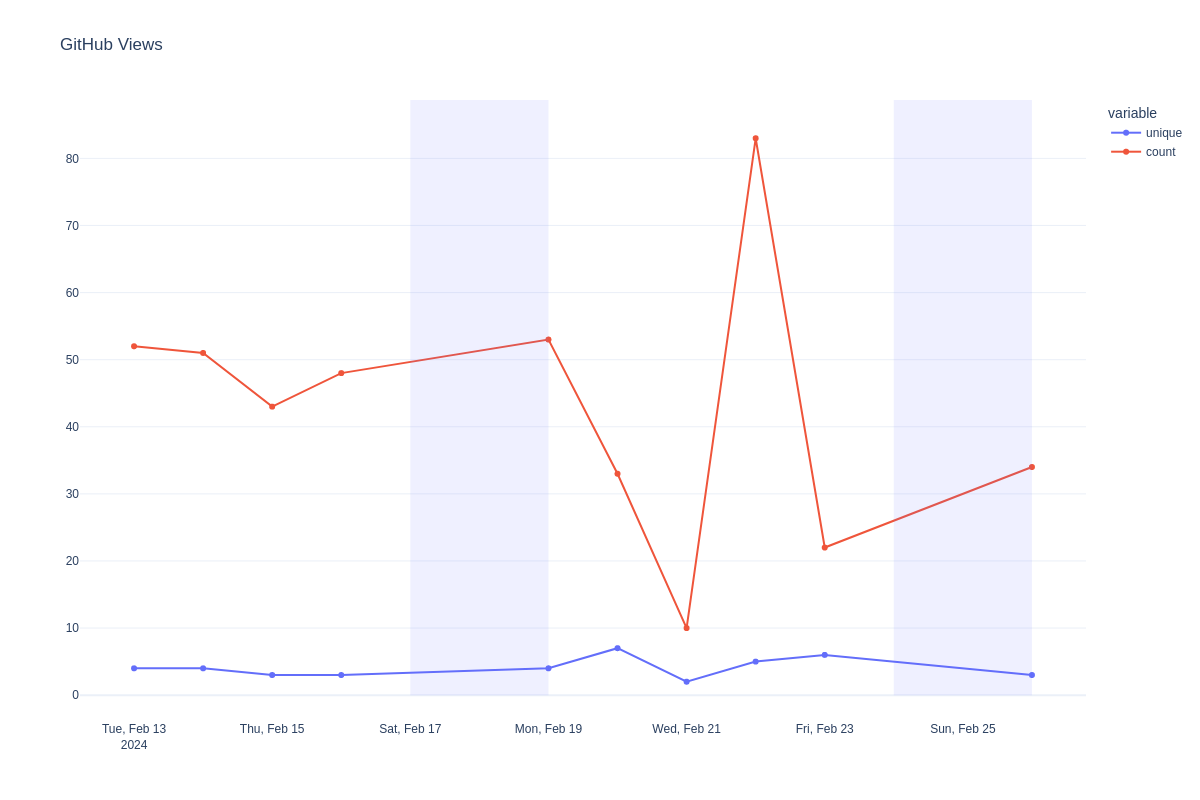 GitHub Views
variable
unique
count
80
70
60
50
40
30
20
10
0
Tue, Feb 13
2024
Thu, Feb 15
Sat, Feb 17
Mon, Feb 19
Wed, Feb 21
Fri, Feb 23
Sun, Feb 25